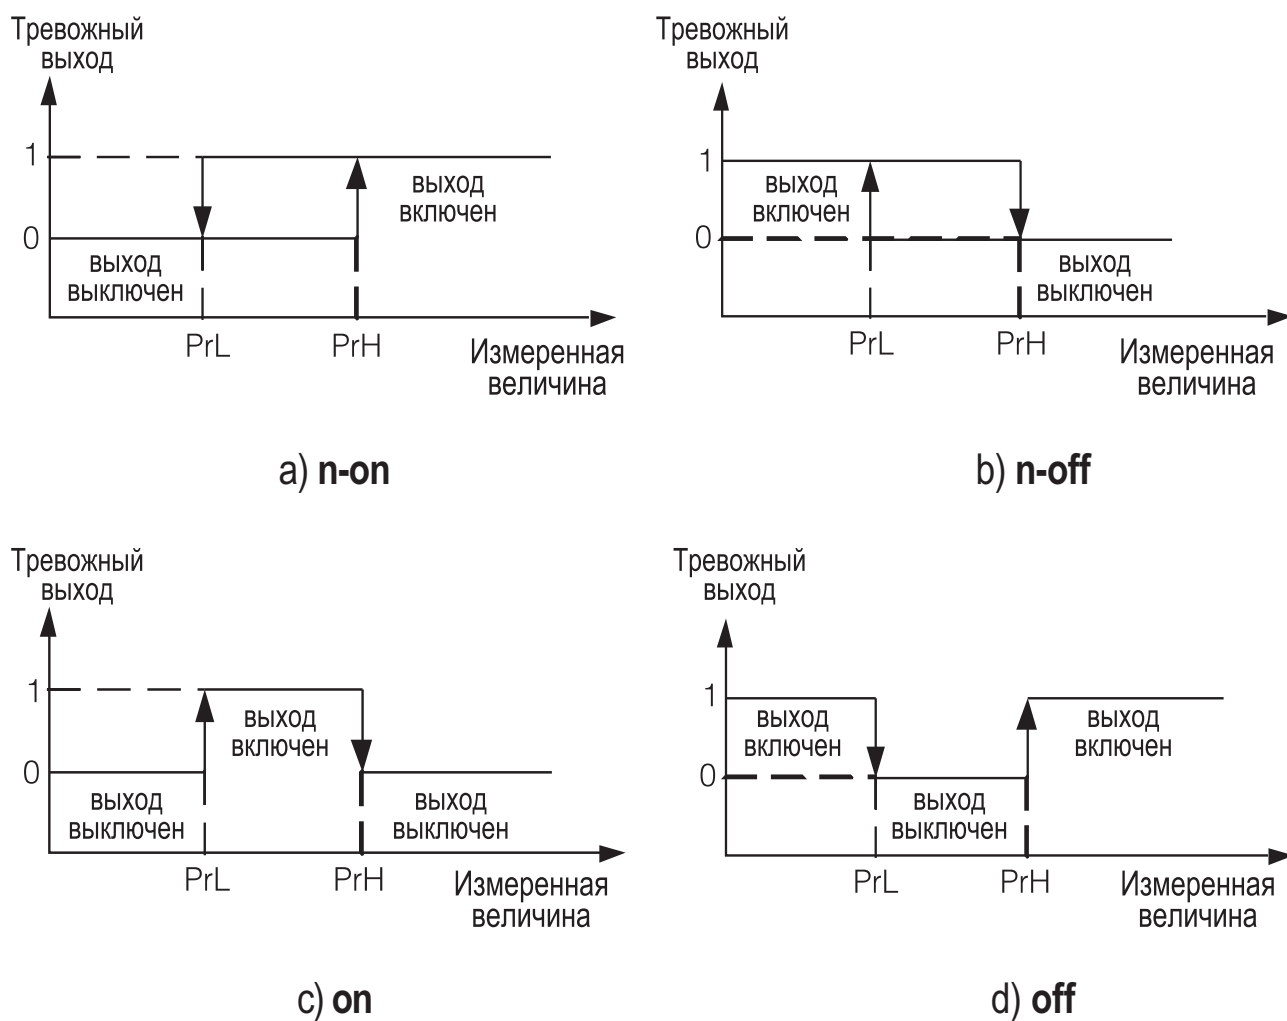 Тревожный
выход
1
0
выход
включен
выход
выключен
PrL
PrH
Измеренная
величина
a) n-on
Тревожный
выход
1
0
выход
включен
выход
выключен
PrL
PrH
Измеренная
величина
b) n-off
Тревожный
выход
1
0
выход
включен
выход
выключен
выход
выключен
PrL
PrH
Измеренная
величина
c) on
Тревожный
выход
1
0
выход
включен
выход
включен
выход
выключен
PrL
PrH
Измеренная
величина
d) off